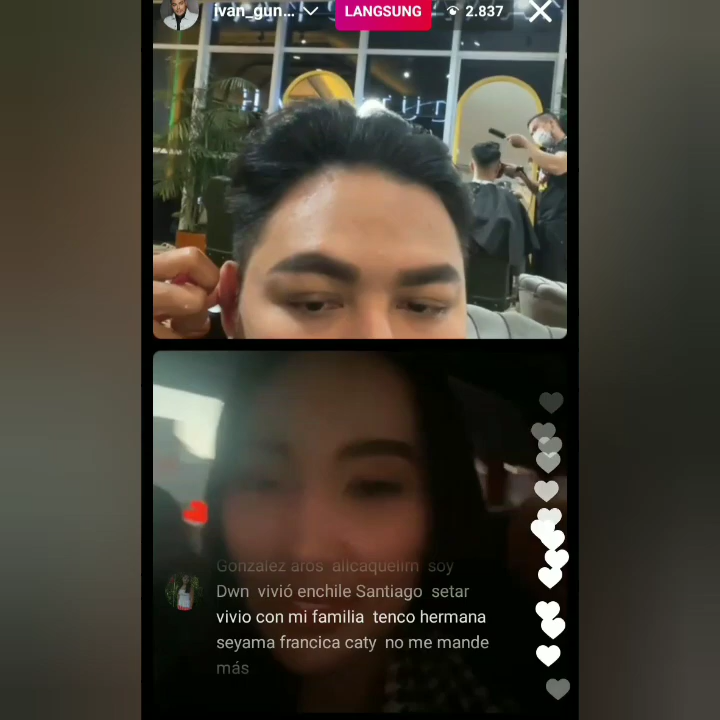 ivan_gun...
LANGSUNG
2.837
Gonzalez aros alicaquelim soy
Dwn vivió enchile Santiago setar
vivio con mi familia tenco hermana
seyama francica caty no me mande
más